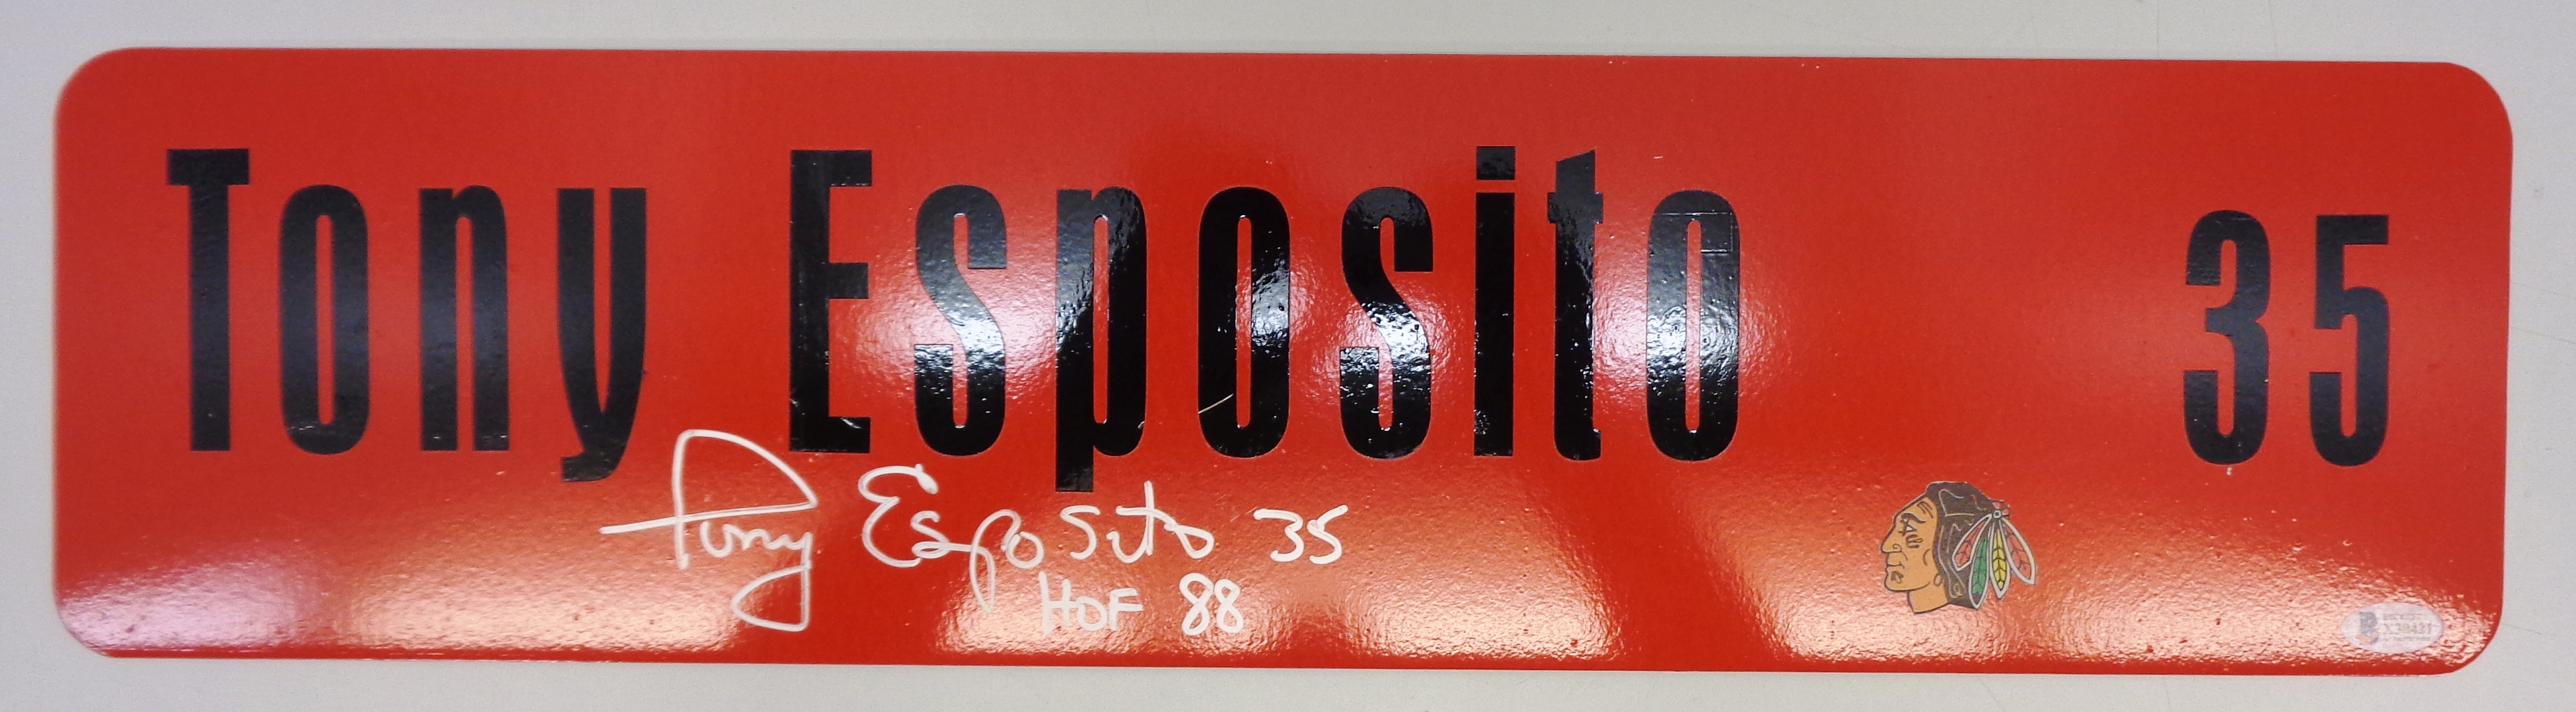 Tony Esposito 35
Tony Esposito 35
HOF 88